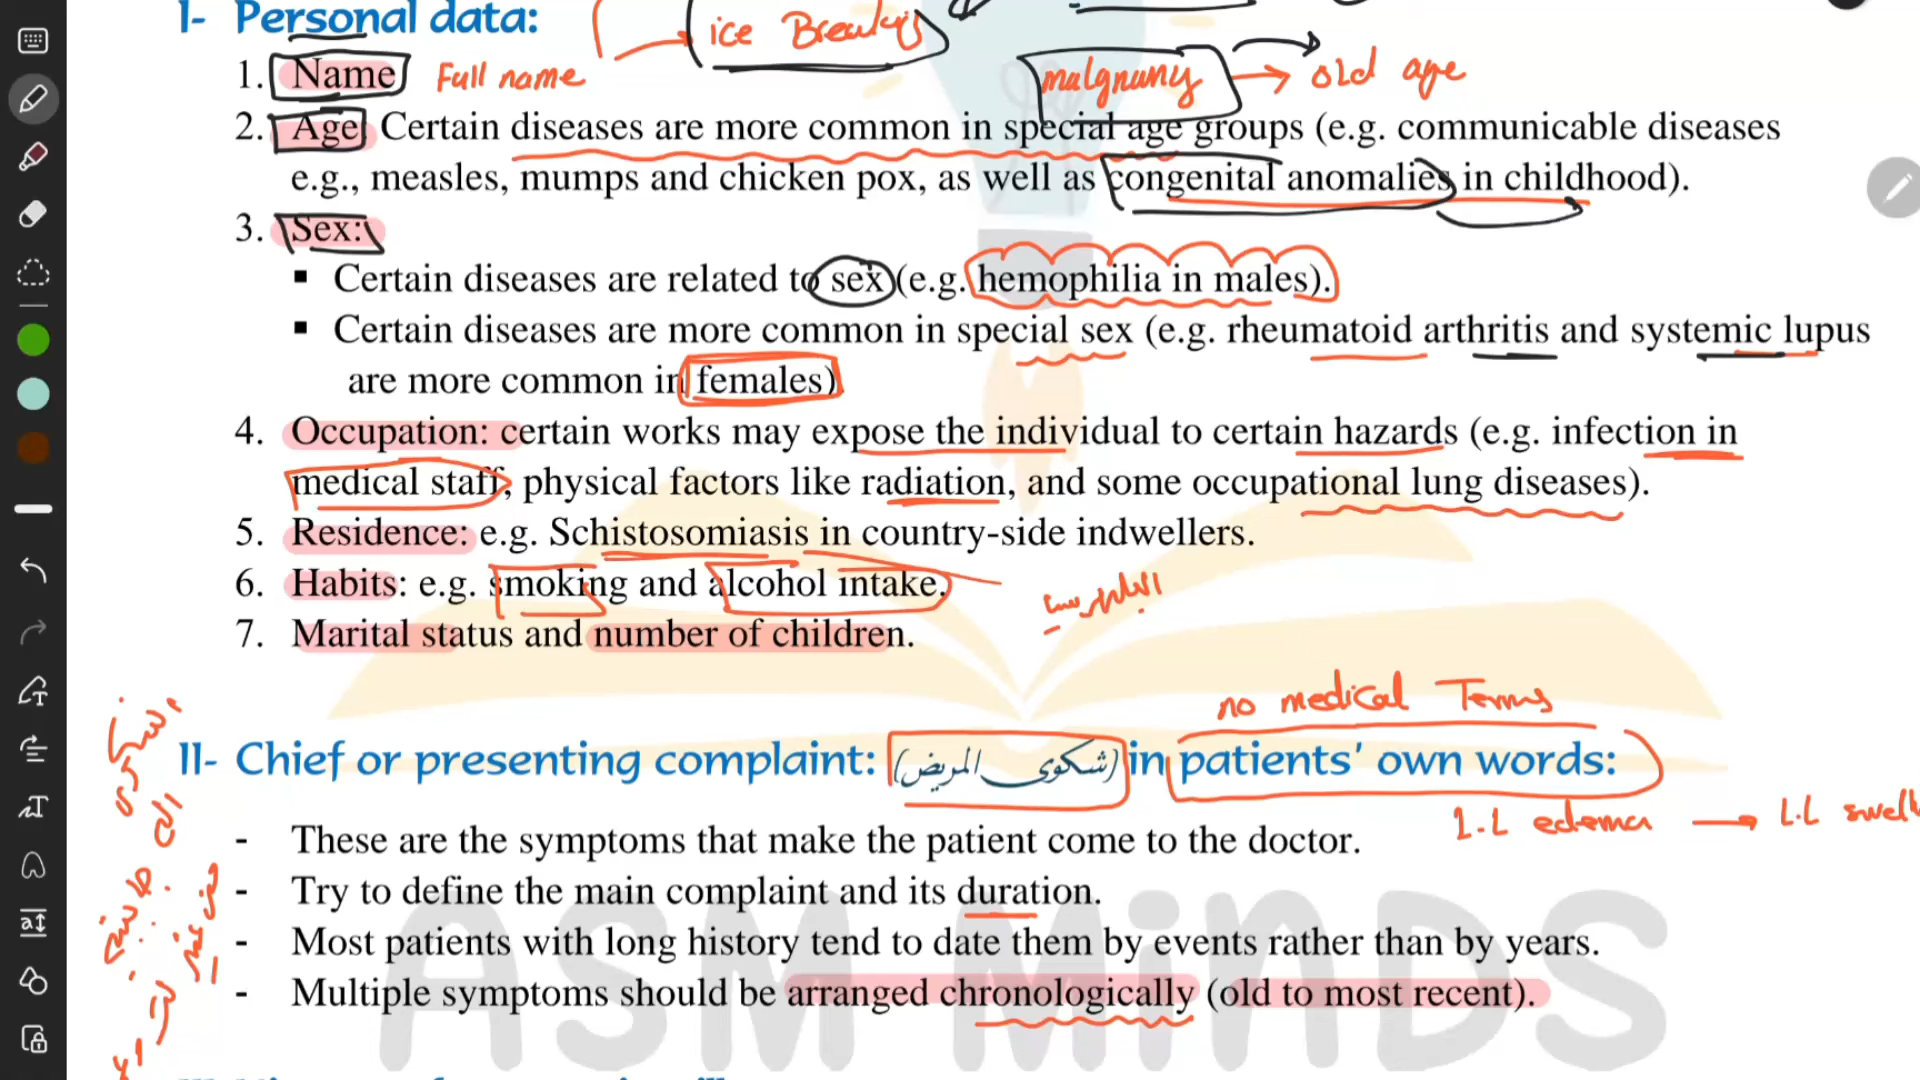 I- Personal data:
ice Breaking
1. Name Full name
malgnany → old age
2. Age Certain diseases are more common in special age groups (e.g. communicable diseases
e.g., measles, mumps and chicken pox, as well as congenital anomalies in childhood).
3. Sex:
▪ Certain diseases are related to sex (e.g. hemophilia in males).
▪ Certain diseases are more common in special sex (e.g. rheumatoid arthritis and systemic lupus
are more common in females)
4. Occupation: certain works may expose the individual to certain hazards (e.g. infection in
medical staff, physical factors like radiation, and some occupational lung diseases).
5. Residence: e.g. Schistosomiasis in country-side indwellers.
6. Habits: e.g. smoking and alcohol intake.
7. Marital status and number of children.
no medical Terms
II- Chief or presenting complaint: (شكوى المريض) in patients' own words:
L.L edema → L.L swell
- These are the symptoms that make the patient come to the doctor.
- Try to define the main complaint and its duration.
- Most patients with long history tend to date them by events rather than by years.
- Multiple symptoms should be arranged chronologically (old to most recent).
ASM MiNDS